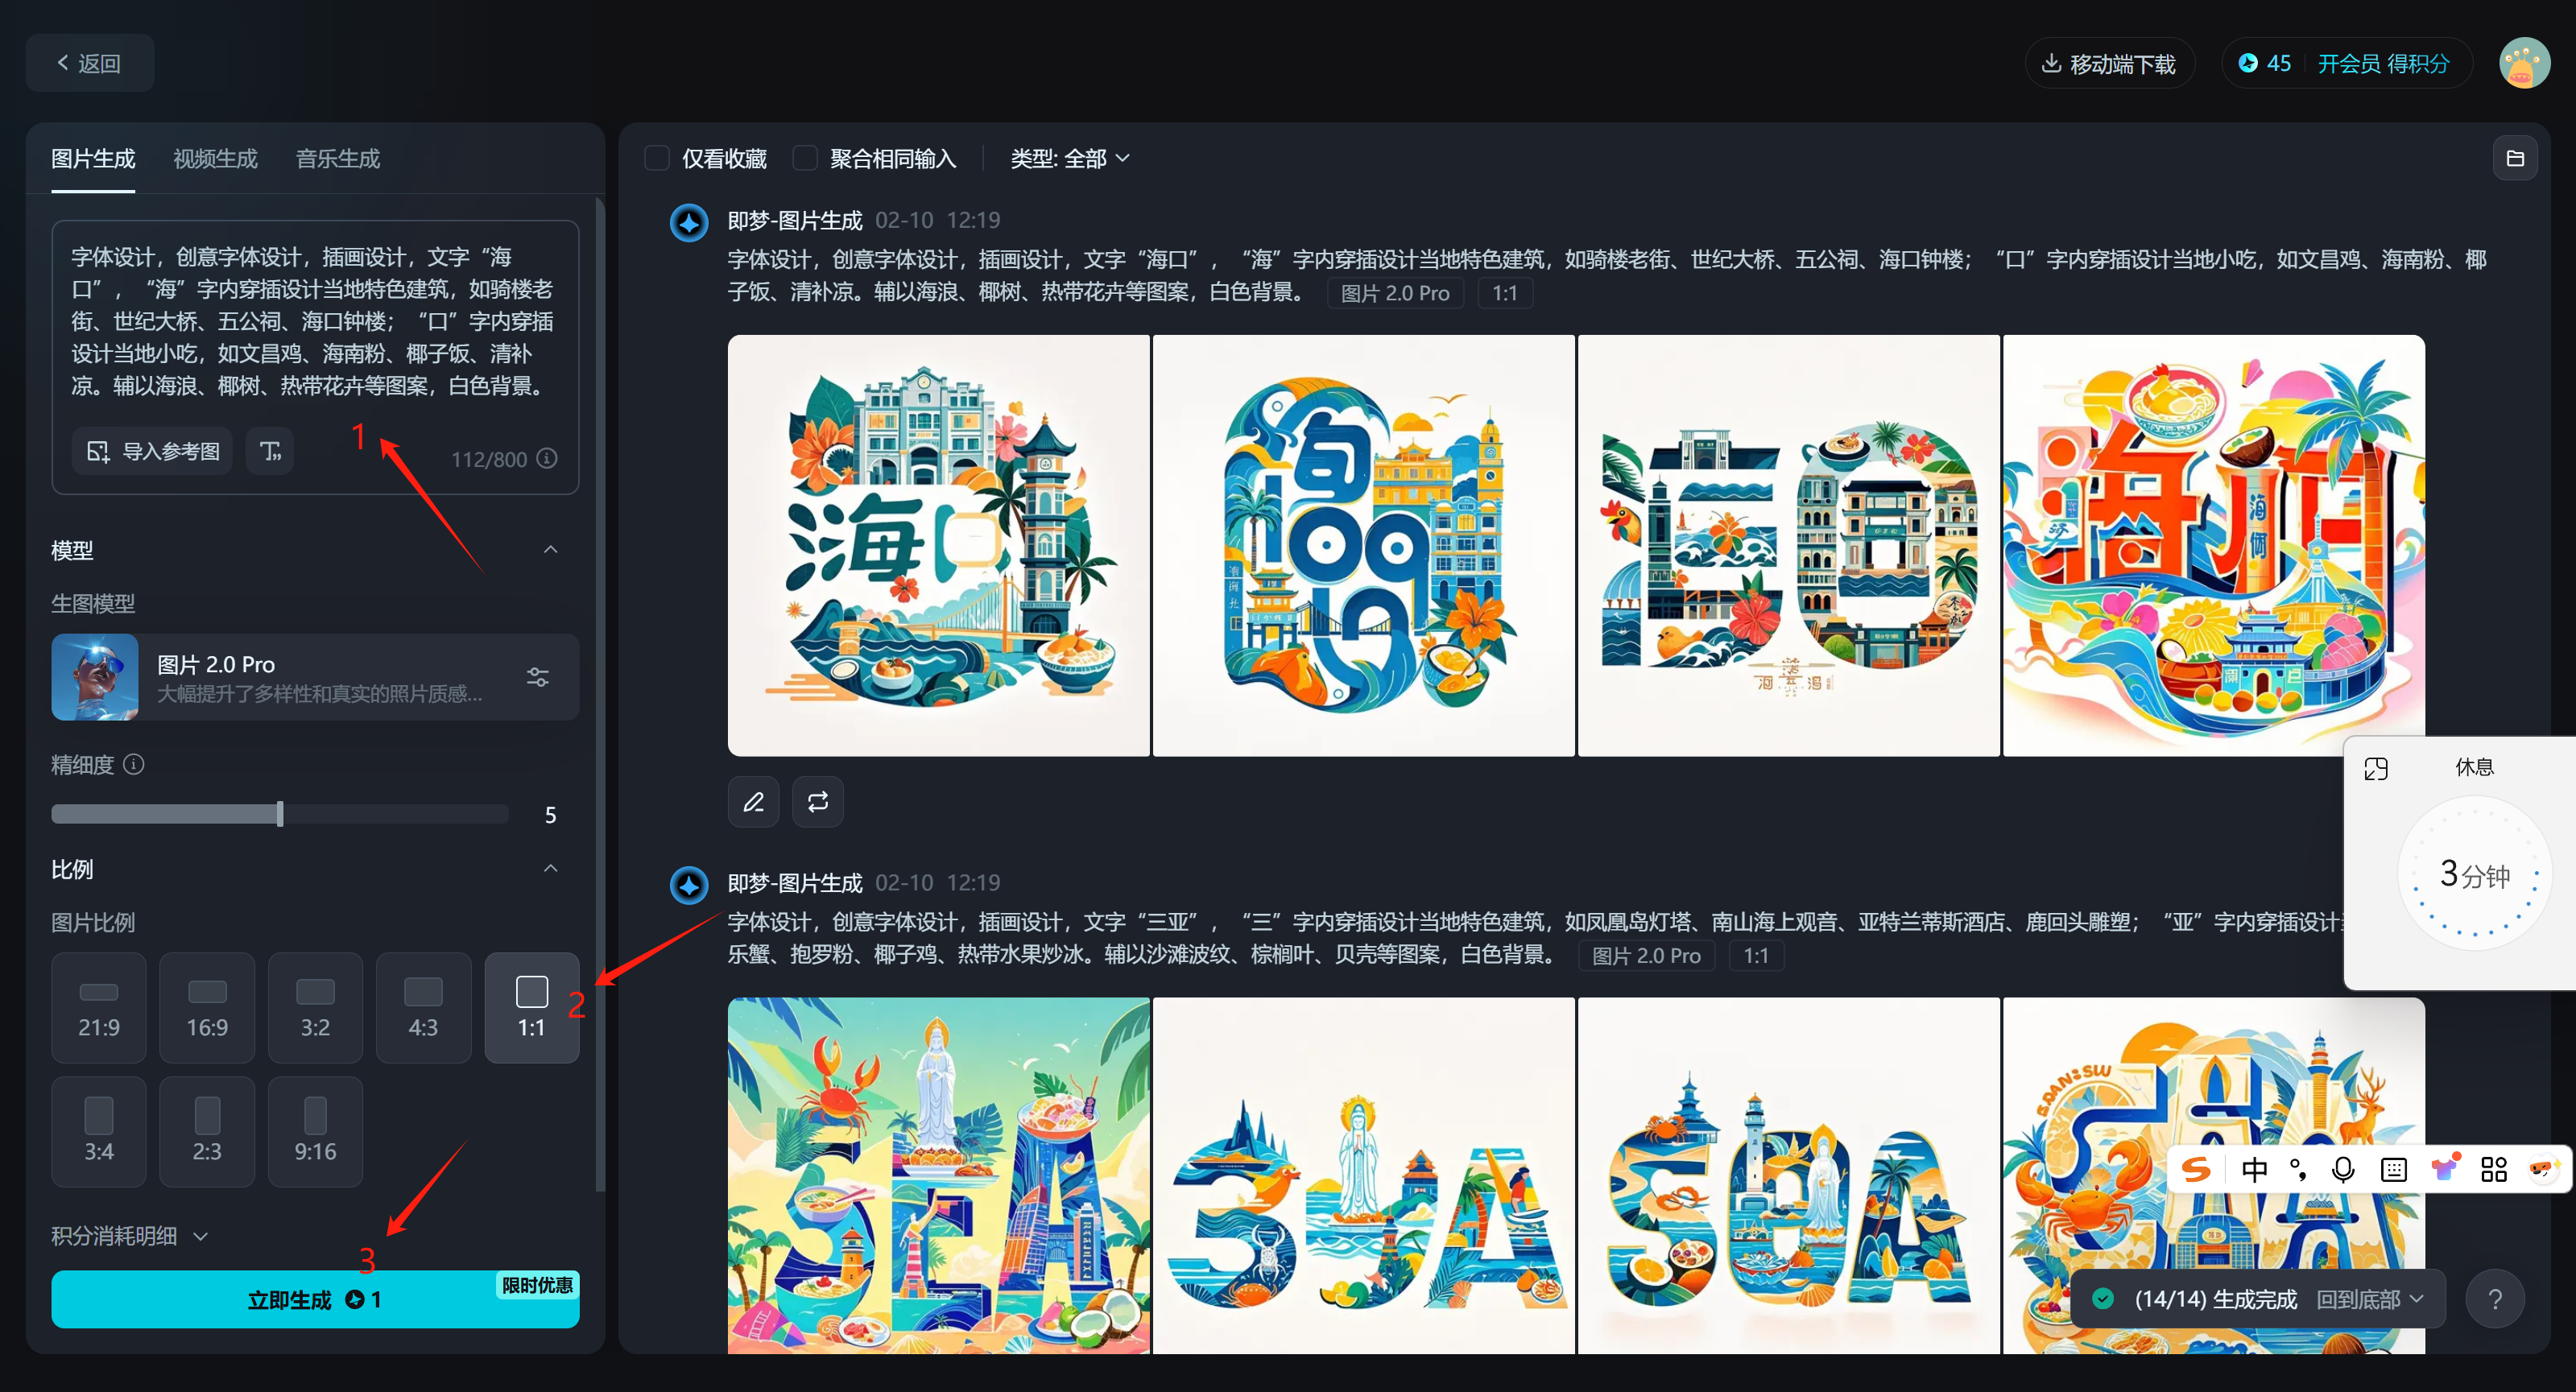 返回
移动端下载
45
开会员 得积分
图片生成
视频生成
音乐生成
仅看收藏
聚合相同输入
类型: 全部
字体设计，创意字体设计，插画设计，文字“海
口”，“海”字内穿插设计当地特色建筑，如骑楼老
街、世纪大桥、五公祠、海口钟楼；“口”字内穿插
设计当地小吃，如文昌鸡、海南粉、椰子饭、清补
凉。辅以海浪、椰树、热带花卉等图案，白色背景。
导入参考图
1
112/800
模型
生图模型
图片 2.0 Pro
大幅提升了多样性和真实的照片质感...
精细度
5
比例
图片比例
21:9
16:9
3:2
4:3
1:1
2
3:4
2:3
9:16
积分消耗明细
3
限时优惠
立即生成 1
即梦-图片生成 02-10 12:19
字体设计，创意字体设计，插画设计，文字“海口”，“海”字内穿插设计当地特色建筑，如骑楼老街、世纪大桥、五公祠、海口钟楼；“口”字内穿插设计当地小吃，如文昌鸡、海南粉、椰
子饭、清补凉。辅以海浪、椰树、热带花卉等图案，白色背景。 图片 2.0 Pro 1:1
海口
即梦-图片生成 02-10 12:19
字体设计，创意字体设计，插画设计，文字“三亚”，“三”字内穿插设计当地特色建筑，如凤凰岛灯塔、南山海上观音、亚特兰蒂斯酒店、鹿回头雕塑；“亚”字内穿插设计
乐蟹、抱罗粉、椰子鸡、热带水果炒冰。辅以沙滩波纹、棕榈叶、贝壳等图案，白色背景。 图片 2.0 Pro 1:1
SEA
3JA
SOA
休息
3分钟
中
(14/14) 生成完成 回到底部
?